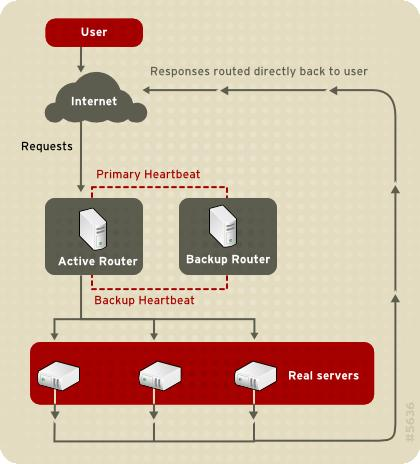 User
Responses routed directly back to user
Internet
Requests
Primary Heartbeat
Active Router
Backup Router
Backup Heartbeat
Real servers
#5636